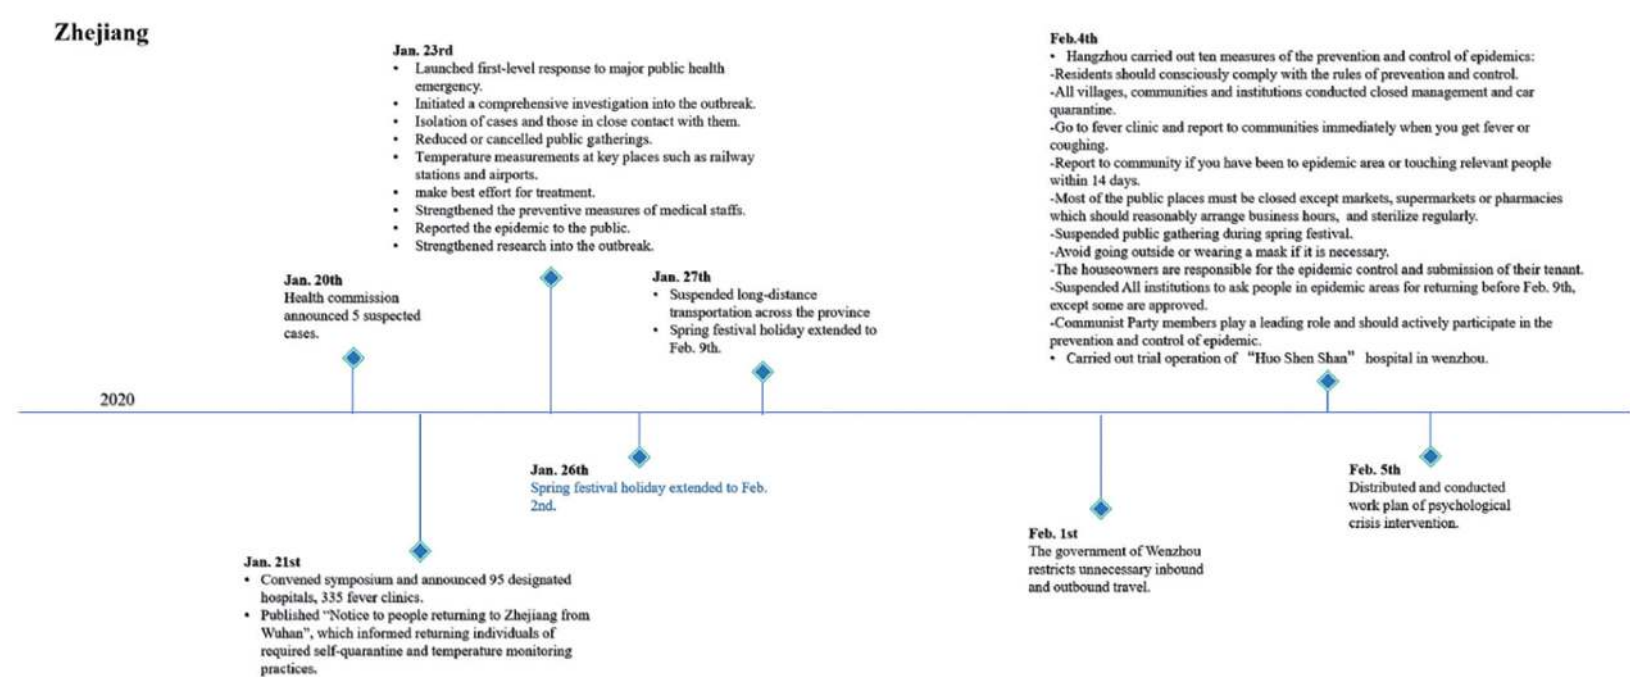 Zhejiang
Jan. 23rd
• Launched first-level response to major public health
emergency.
• Initiated a comprehensive investigation into the outbreak.
• Isolation of cases and those in close contact with them.
• Reduced or cancelled public gatherings.
• Temperature measurements at key places such as railway
stations and airports.
• make best effort for treatment.
• Strengthened the preventive measures of medical staffs.
• Reported the epidemic to the public.
• Strengthened research into the outbreak.
Feb.4th
• Hangzhou carried out ten measures of the prevention and control of epidemics:
-Residents should consciously comply with the rules of prevention and control.
-All villages, communities and institutions conducted closed management and car
quarantine.
-Go to fever clinic and report to communities immediately when you get fever or
coughing.
-Report to community if you have been to epidemic area or touching relevant people
within 14 days.
-Most of the public places must be closed except markets, supermarkets or pharmacies
which should reasonably arrange business hours, and sterilize regularly.
-Suspended public gathering during spring festival.
-Avoid going outside or wearing a mask if it is necessary.
-The houseowners are responsible for the epidemic control and submission of their tenant.
-Suspended All institutions to ask people in epidemic areas for returning before Feb. 9th,
except some are approved.
-Communist Party members play a leading role and should actively participate in the
prevention and control of epidemic.
• Carried out trial operation of “Huo Shen Shan” hospital in wenzhou.
Jan. 20th
Health commission
announced 5 suspected
cases.
Jan. 27th
• Suspended long-distance
transportation across the province
• Spring festival holiday extended to
Feb. 9th.
2020
Jan. 26th
Spring festival holiday extended to Feb.
2nd.
Feb. 5th
Distributed and conducted
work plan of psychological
crisis intervention.
Feb. 1st
The government of Wenzhou
restricts unnecessary inbound
and outbound travel.
Jan. 21st
• Convened symposium and announced 95 designated
hospitals, 335 fever clinics.
• Published “Notice to people returning to Zhejiang from
Wuhan”, which informed returning individuals of
required self-quarantine and temperature monitoring
practices.